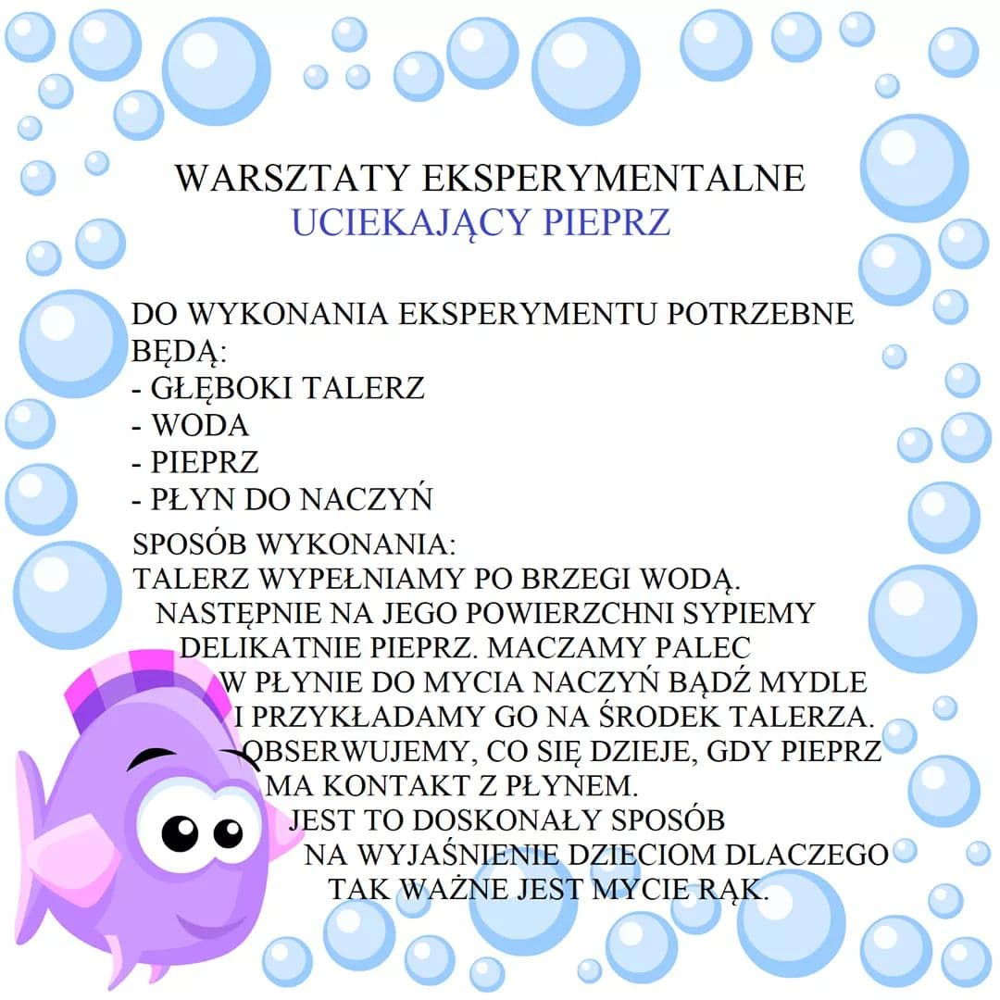 WARSZTATY EKSPERYMENTALNE
UCIEKAJĄCY PIEPRZ
DO WYKONANIA EKSPERYMENTU POTRZEBNE
BĘDĄ:
- GŁĘBOKI TALERZ
- WODA
- PIEPRZ
- PŁYN DO NACZYŃ
SPOSÓB WYKONANIA:
TALERZ WYPEŁNIAMY PO BRZEGI WODĄ.
NASTĘPNIE NA JEGO POWIERZCHNI SYPIEMY
DELIKATNIE PIEPRZ. MACZAMY PALEC
W PŁYNIE DO MYCIA NACZYŃ BĄDŹ MYDLE
I PRZYKŁADAMY GO NA ŚRODEK TALERZA.
OBSERWUJEMY, CO SIĘ DZIEJE, GDY PIEPRZ
MA KONTAKT Z PŁYNEM.
JEST TO DOSKONAŁY SPOSÓB
NA WYJAŚNIENIE DZIECIOM DLACZEGO
TAK WAŻNE JEST MYCIE RĄK.